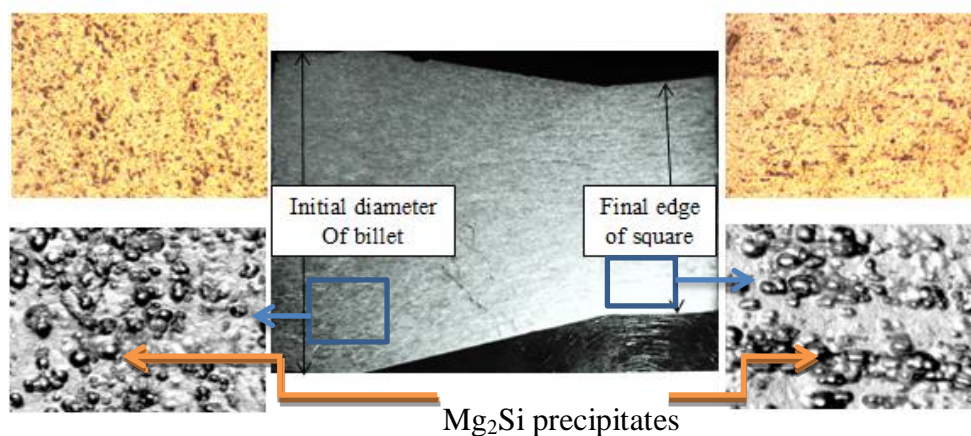 Initial diameter
Of billet
Final edge
of square
Mg₂Si precipitates